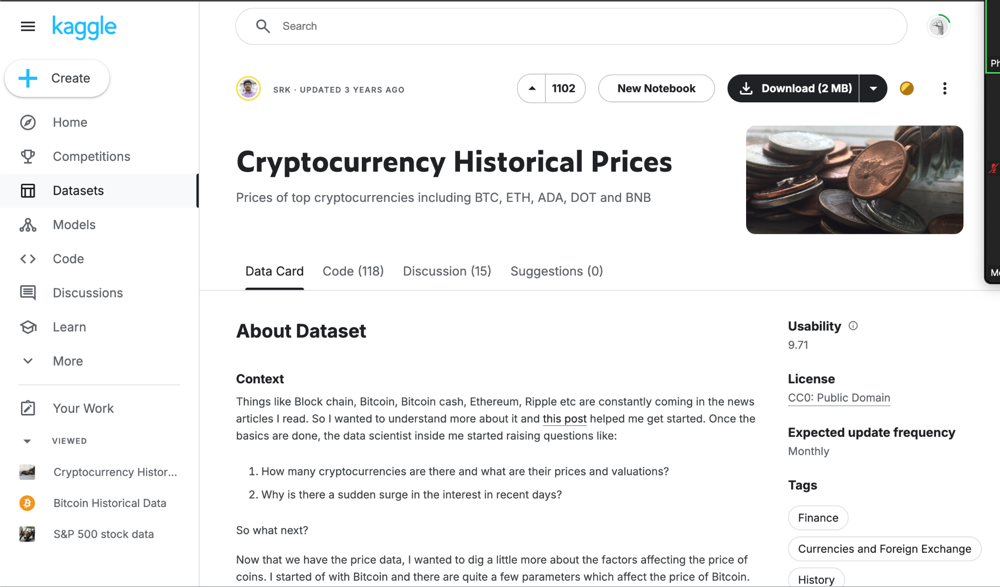 kaggle
Search
Create
Home
Competitions
Datasets
Models
Code
Discussions
Learn
More
Your Work
VIEWED
Cryptocurrency Histor...
Bitcoin Historical Data
S&P 500 stock data
SRK · UPDATED 3 YEARS AGO
1102
New Notebook
Download (2 MB)
Cryptocurrency Historical Prices
Prices of top cryptocurrencies including BTC, ETH, ADA, DOT and BNB
Data Card
Code (118)
Discussion (15)
Suggestions (0)
About Dataset
Context
Things like Block chain, Bitcoin, Bitcoin cash, Ethereum, Ripple etc are constantly coming in the news
articles I read. So I wanted to understand more about it and this post helped me get started. Once the
basics are done, the data scientist inside me started raising questions like:
1. How many cryptocurrencies are there and what are their prices and valuations?
2. Why is there a sudden surge in the interest in recent days?
So what next?
Now that we have the price data, I wanted to dig a little more about the factors affecting the price of
coins. I started of with Bitcoin and there are quite a few parameters which affect the price of Bitcoin.
Usability
9.71
License
CC0: Public Domain
Expected update frequency
Monthly
Tags
Finance
Currencies and Foreign Exchange
History
Ph